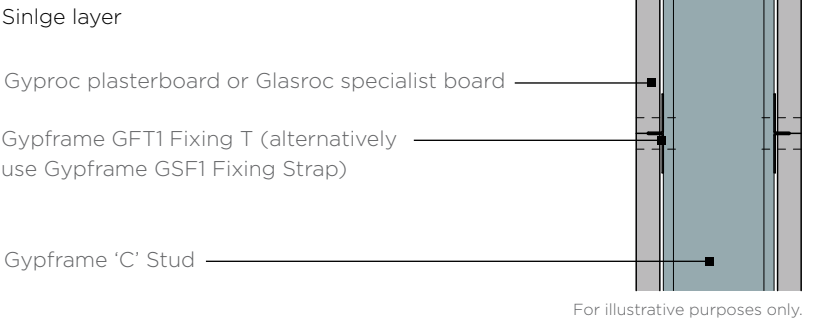 Sinlge layer
Gyproc plasterboard or Glasroc specialist board
Gypframe GFT1 Fixing T (alternatively
use Gypframe GSF1 Fixing Strap)
Gypframe ‘C’ Stud
For illustrative purposes only.